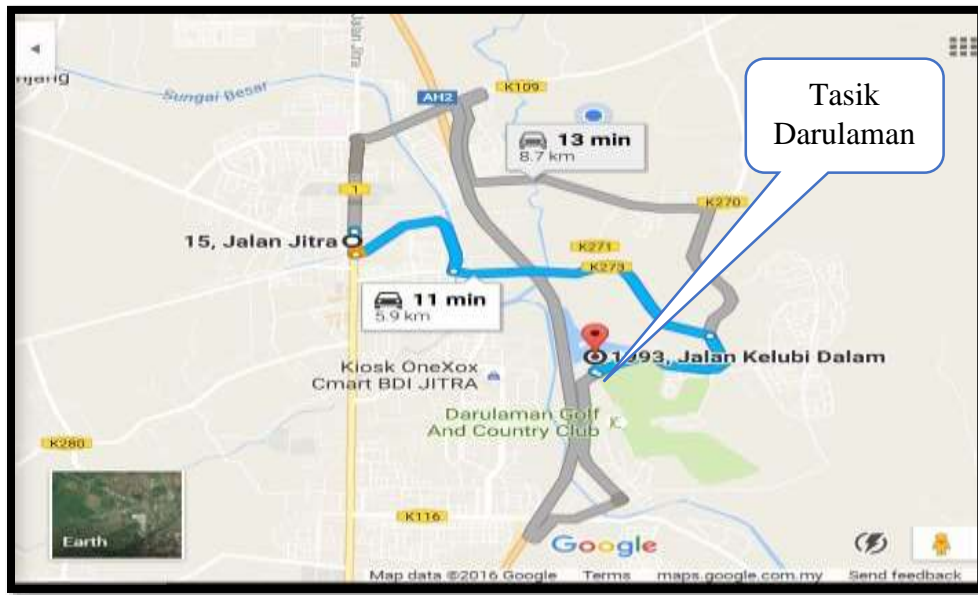 Jalan Jitra
njang
Sungai Besar
AH2
K109
Tasik
Darulaman
13 min
8.7 km
1
K270
15, Jalan Jitra
K271
K273
11 min
5.9 km
1993, Jalan Kelubi Dalam
Kiosk OneXox
Cmart BDI JITRA
Darulaman Golf
And Country Club
K280
Earth
K116
Google
Map data ©2016 Google
Terms
maps.google.com.my
Send feedback